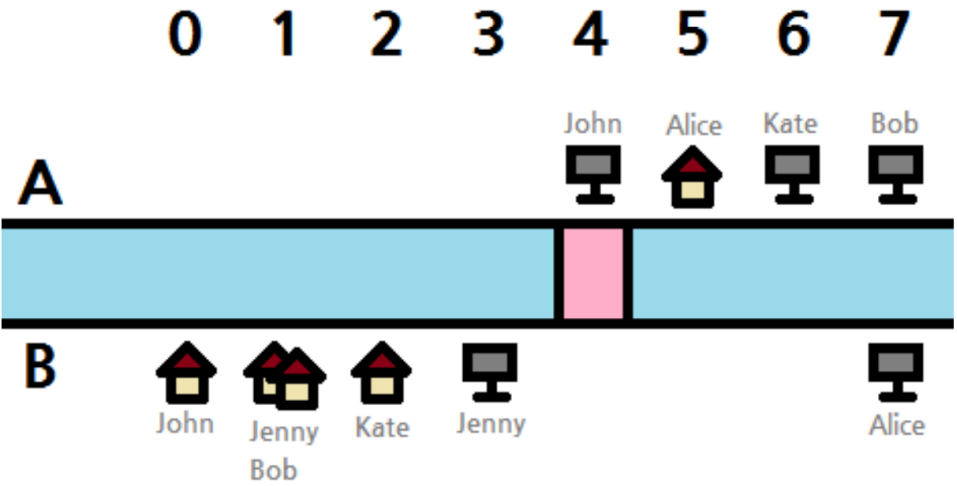 0 1 2 3 4 5 6 7
John Alice Kate Bob
A
B
John Jenny Kate Jenny Alice
Bob